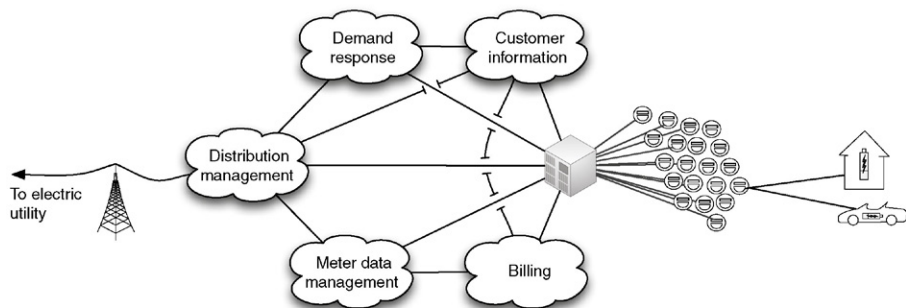 Demand
response
Customer
information
Distribution
management
To electric
utility
Meter data
management
Billing